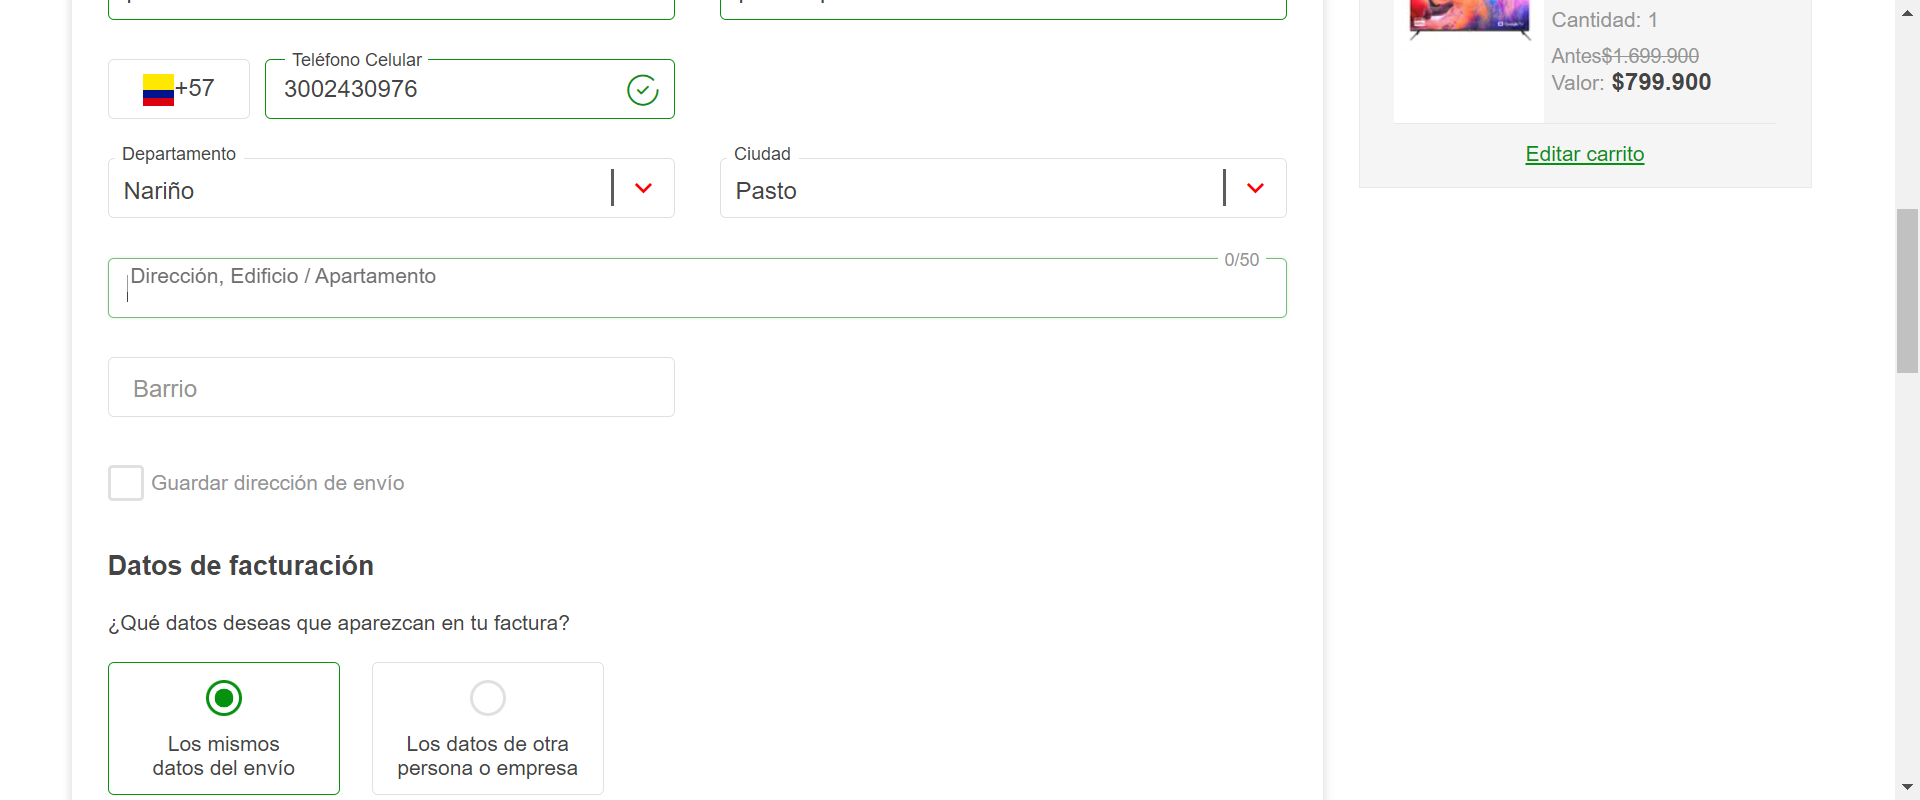 Teléfono Celular
+57
3002430976
Departamento
Nariño
Ciudad
Pasto
0/50
Dirección, Edificio / Apartamento
Barrio
Guardar dirección de envío
Datos de facturación
¿Qué datos deseas que aparezcan en tu factura?
Los mismos
datos del envío
Los datos de otra
persona o empresa
Cantidad: 1
Antes$1.699.900
Valor: $799.900
Editar carrito